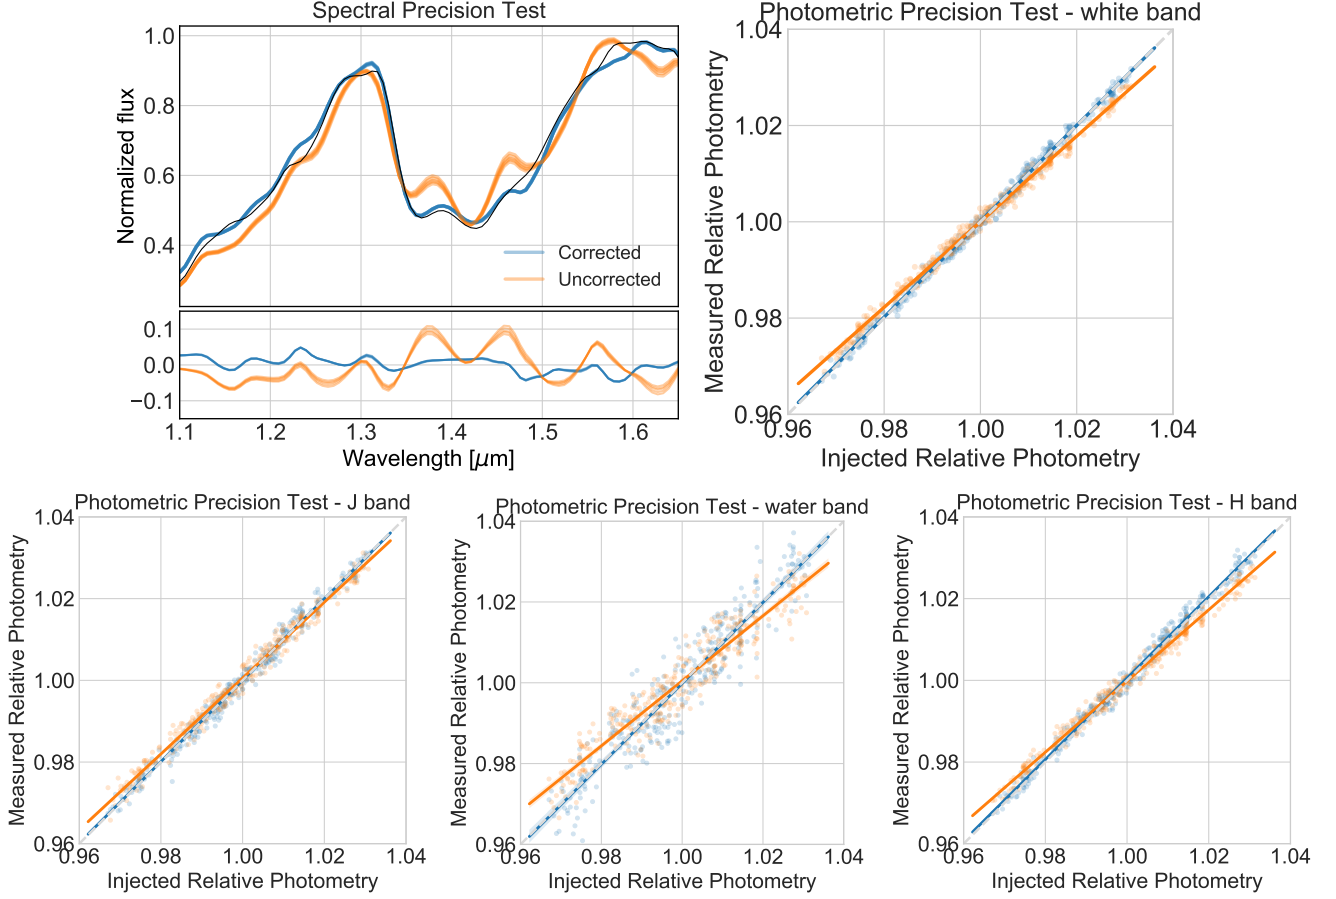 Spectral Precision Test
1.0
0.8
0.6
0.4
Normalized flux
Corrected
Uncorrected
0.1
0.0
−0.1
1.1 1.2 1.3 1.4 1.5 1.6
Wavelength [μm]
Photometric Precision Test - white band
1.04
1.02
1.00
0.98
0.96
Measured Relative Photometry
0.96 0.98 1.00 1.02 1.04
Injected Relative Photometry
Photometric Precision Test - J band
1.04
1.02
1.00
0.98
0.96
Measured Relative Photometry
0.96 0.98 1.00 1.02 1.04
Injected Relative Photometry
Photometric Precision Test - water band
1.04
1.02
1.00
0.98
0.96
Measured Relative Photometry
0.96 0.98 1.00 1.02 1.04
Injected Relative Photometry
Photometric Precision Test - H band
1.04
1.02
1.00
0.98
0.96
Measured Relative Photometry
0.96 0.98 1.00 1.02 1.04
Injected Relative Photometry